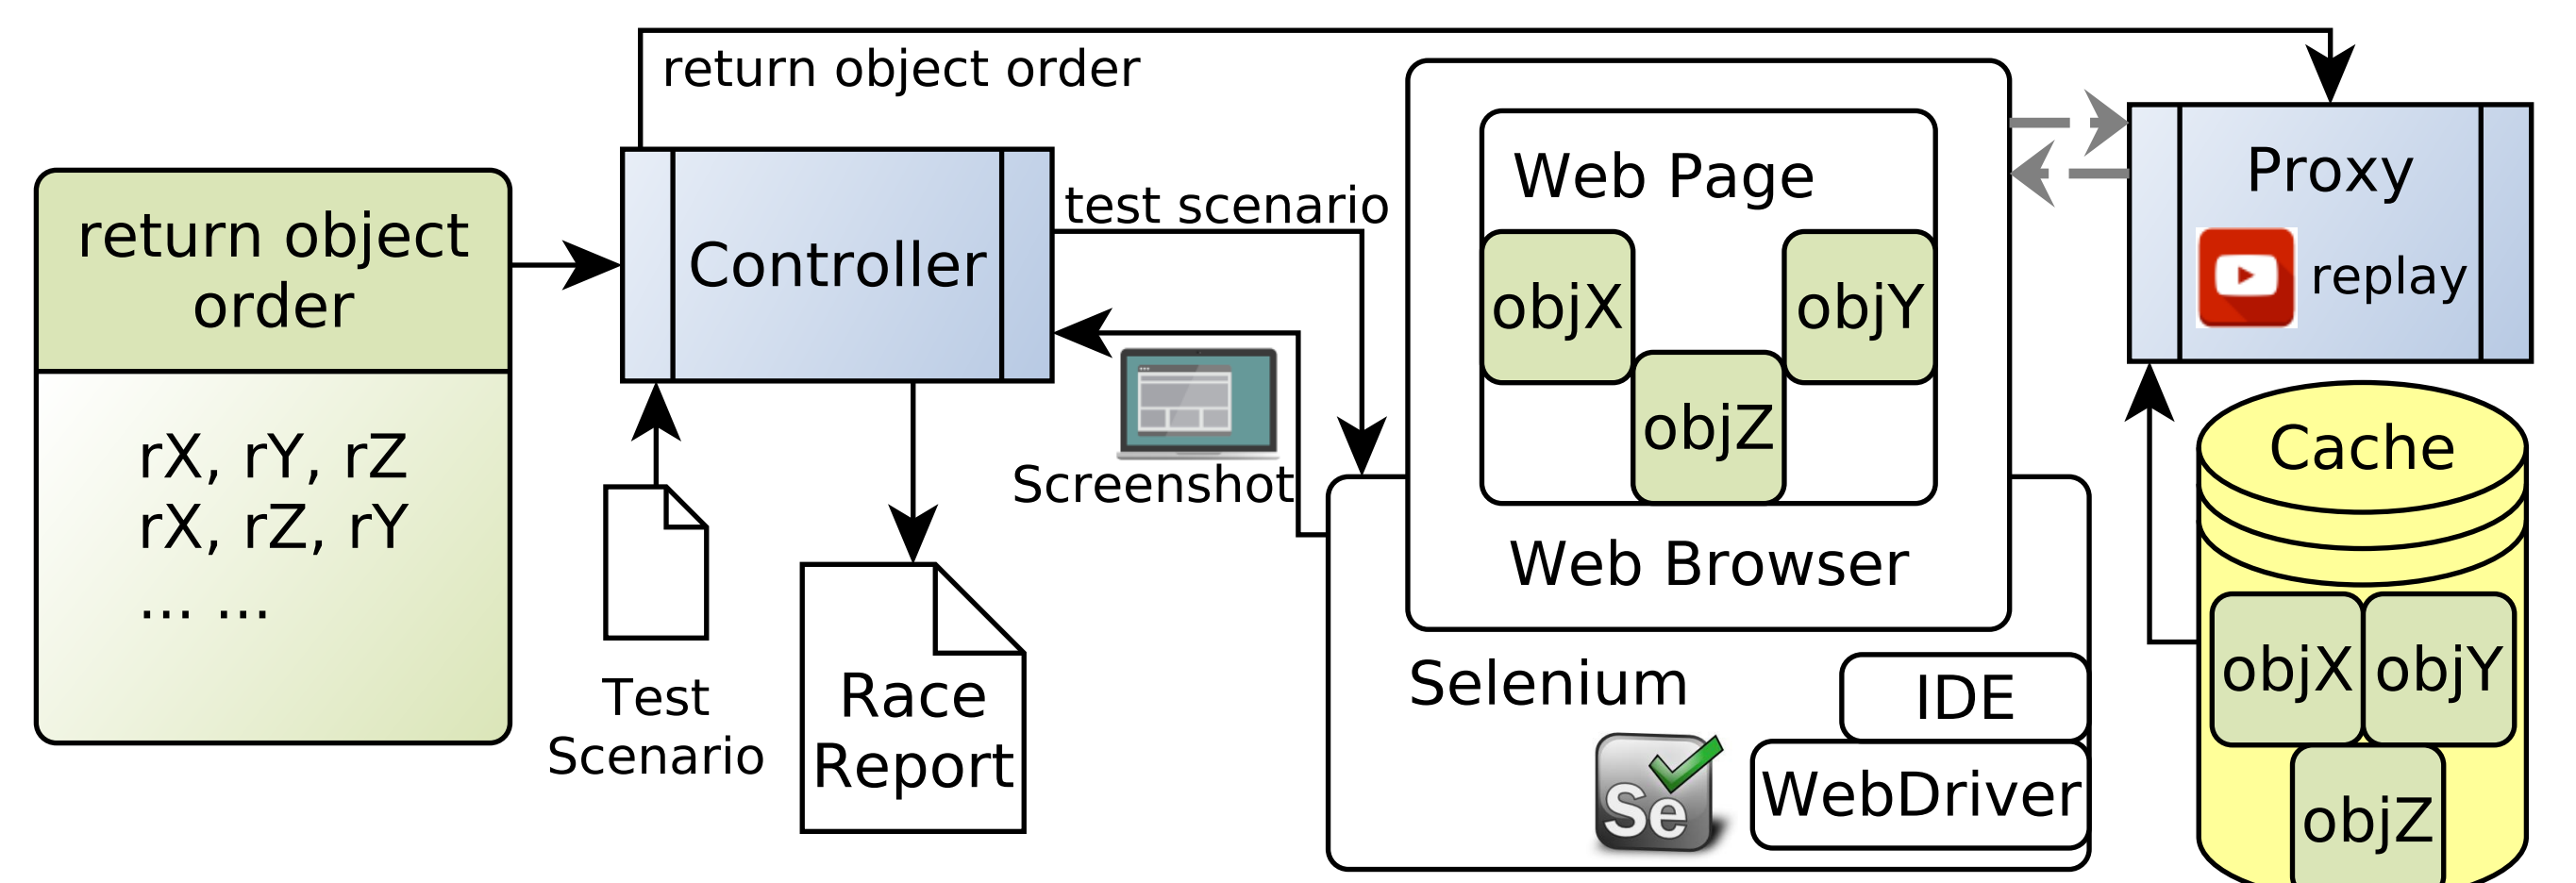 return object order
return object
order
rX, rY, rZ
rX, rZ, rY
... ...
Controller
test scenario
Screenshot
Test
Scenario
Race
Report
Web Page
objX
objY
objZ
Web Browser
Selenium
IDE
WebDriver
Se
Proxy
replay
Cache
objX
objY
objZ